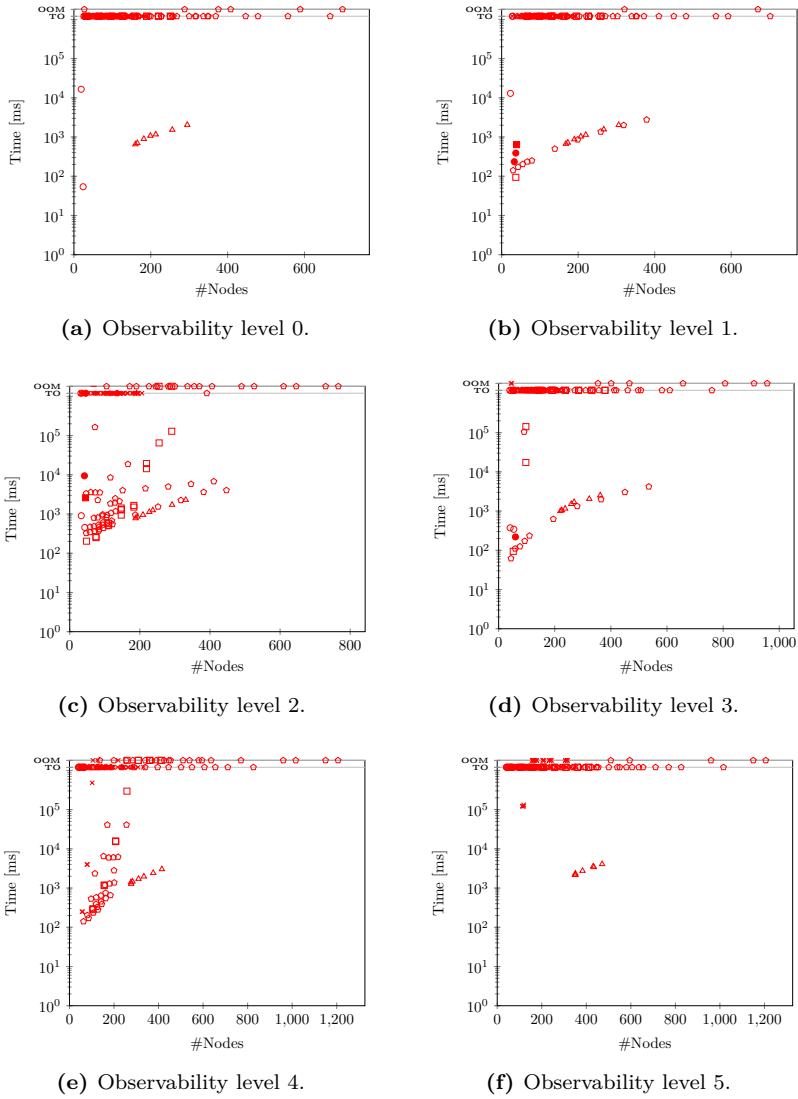 OOM
TO
10^5
10^4
10^3
10^2
10^1
10^0
Time [ms]
0 200 400 600
#Nodes
(a) Observability level 0.
OOM
TO
10^5
10^4
10^3
10^2
10^1
10^0
Time [ms]
0 200 400 600
#Nodes
(b) Observability level 1.
OOM
TO
10^5
10^4
10^3
10^2
10^1
10^0
Time [ms]
0 200 400 600 800
#Nodes
(c) Observability level 2.
OOM
TO
10^5
10^4
10^3
10^2
10^1
10^0
Time [ms]
0 200 400 600 800 1,000
#Nodes
(d) Observability level 3.
OOM
TO
10^5
10^4
10^3
10^2
10^1
10^0
Time [ms]
0 200 400 600 800 1,000 1,200
#Nodes
(e) Observability level 4.
OOM
TO
10^5
10^4
10^3
10^2
10^1
10^0
Time [ms]
0 200 400 600 800 1,000 1,200
#Nodes
(f) Observability level 5.